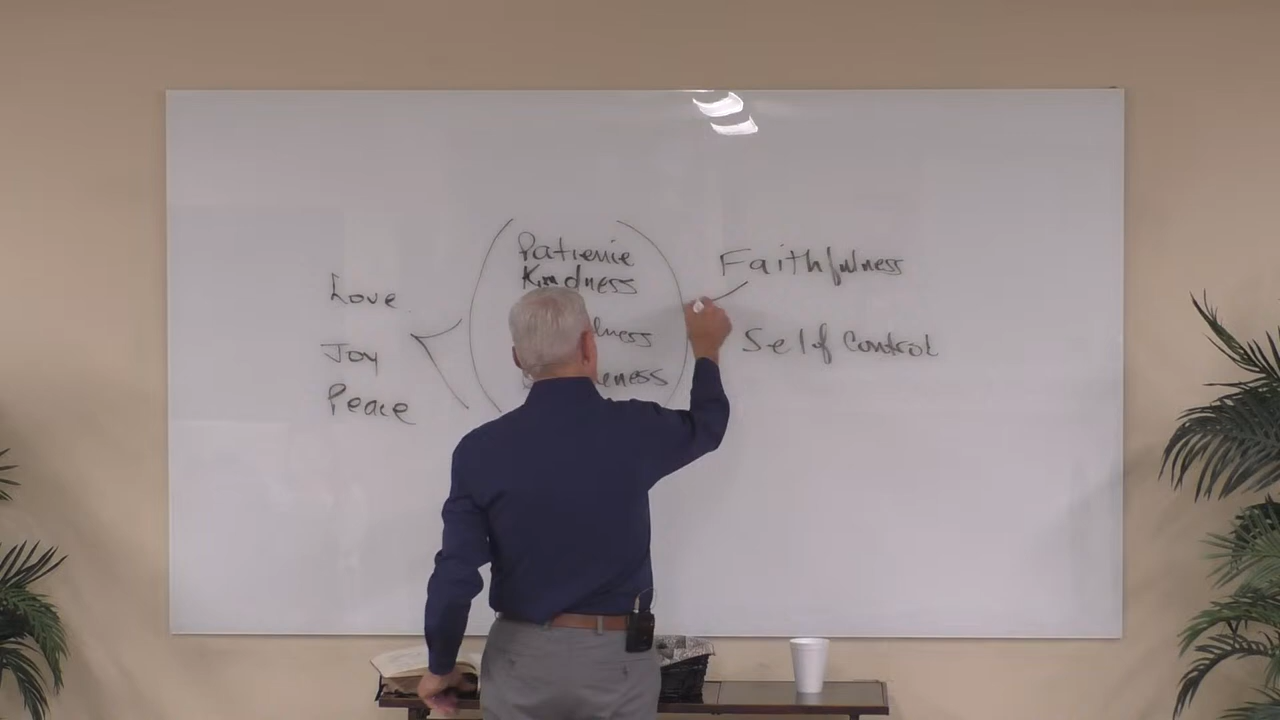 Love
Joy
Peace
Patience
Kindness
Faithfulness
Self Control